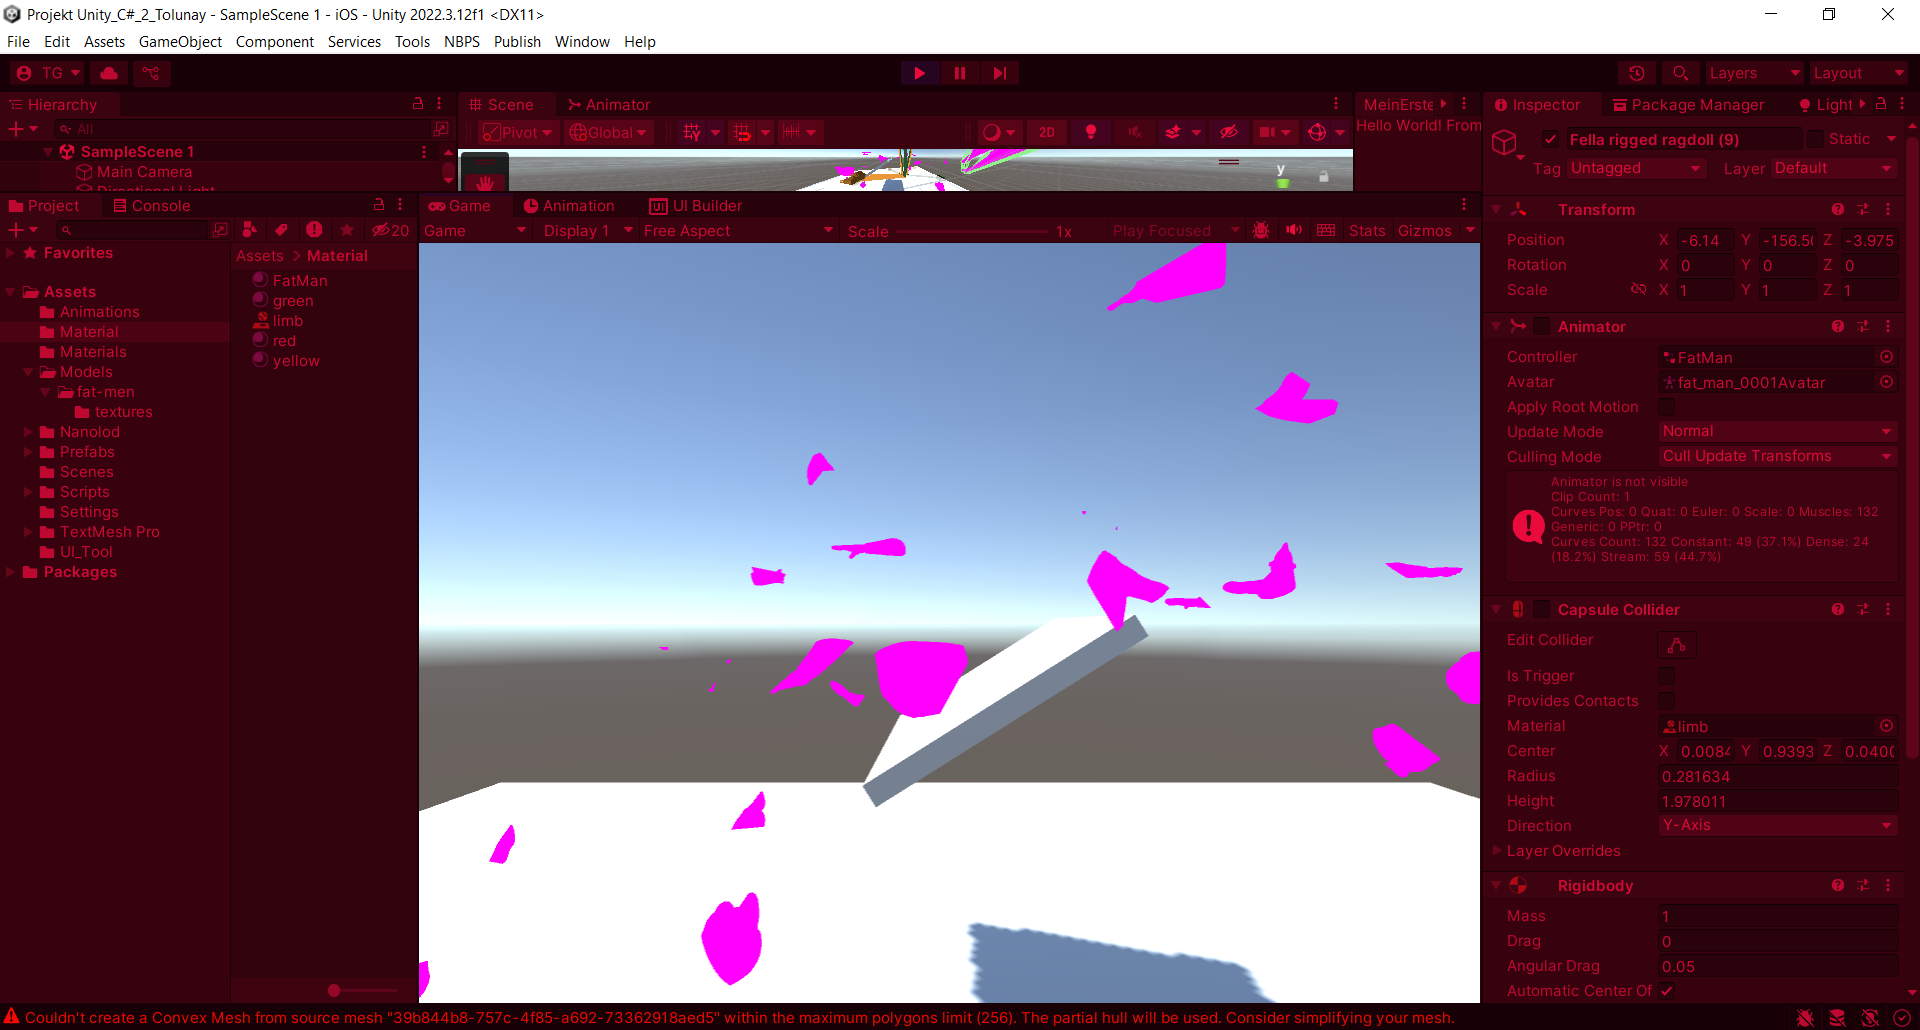 Projekt Unity_C#_2_Tolunay - SampleScene 1 - iOS - Unity 2022.3.12f1 <DX11>
File Edit Assets GameObject Component Services Tools NBPS Publish Window Help
TG Layers Layout
Hierarchy
All
SampleScene 1
Main Camera
Directional Light
Scene Animator
Pivot Global 2D
y
MeinErste
Hello World! From
Project Console
20
Favorites
Assets
Animations
Material
Materials
Models
fat-men
textures
Nanolod
Prefabs
Scenes
Scripts
Settings
TextMesh Pro
UI_Tool
Packages
Assets > Material
FatMan
green
limb
red
yellow
Game Animation UI Builder
Game Display 1 Free Aspect Scale 1x Play Focused Stats Gizmos
Inspector Package Manager Light
Fella rigged ragdoll (9) Static
Tag Untagged Layer Default
Transform
Position X -6.14 Y -156.5 Z -3.975
Rotation X 0 Y 0 Z 0
Scale X 1 Y 1 Z 1
Animator
Controller FatMan
Avatar fat_man_0001Avatar
Apply Root Motion
Update Mode Normal
Culling Mode Cull Update Transforms
Animator is not visible
Clip Count: 1
Curves Pos: 0 Quat: 0 Euler: 0 Scale: 0 Muscles: 132
Generic: 0 PPtr: 0
Curves Count: 132 Constant: 49 (37.1%) Dense: 24
(18.2%) Stream: 59 (44.7%)
Capsule Collider
Edit Collider
Is Trigger
Provides Contacts
Material limb
Center X 0.0084 Y 0.9393 Z 0.040
Radius 0.281634
Height 1.978011
Direction Y-Axis
Layer Overrides
Rigidbody
Mass 1
Drag 0
Angular Drag 0.05
Automatic Center Of
Couldn't create a Convex Mesh from source mesh "39b844b8-757c-4f85-a692-73362918aed5" within the maximum polygons limit (256). The partial hull will be used. Consider simplifying your mesh.